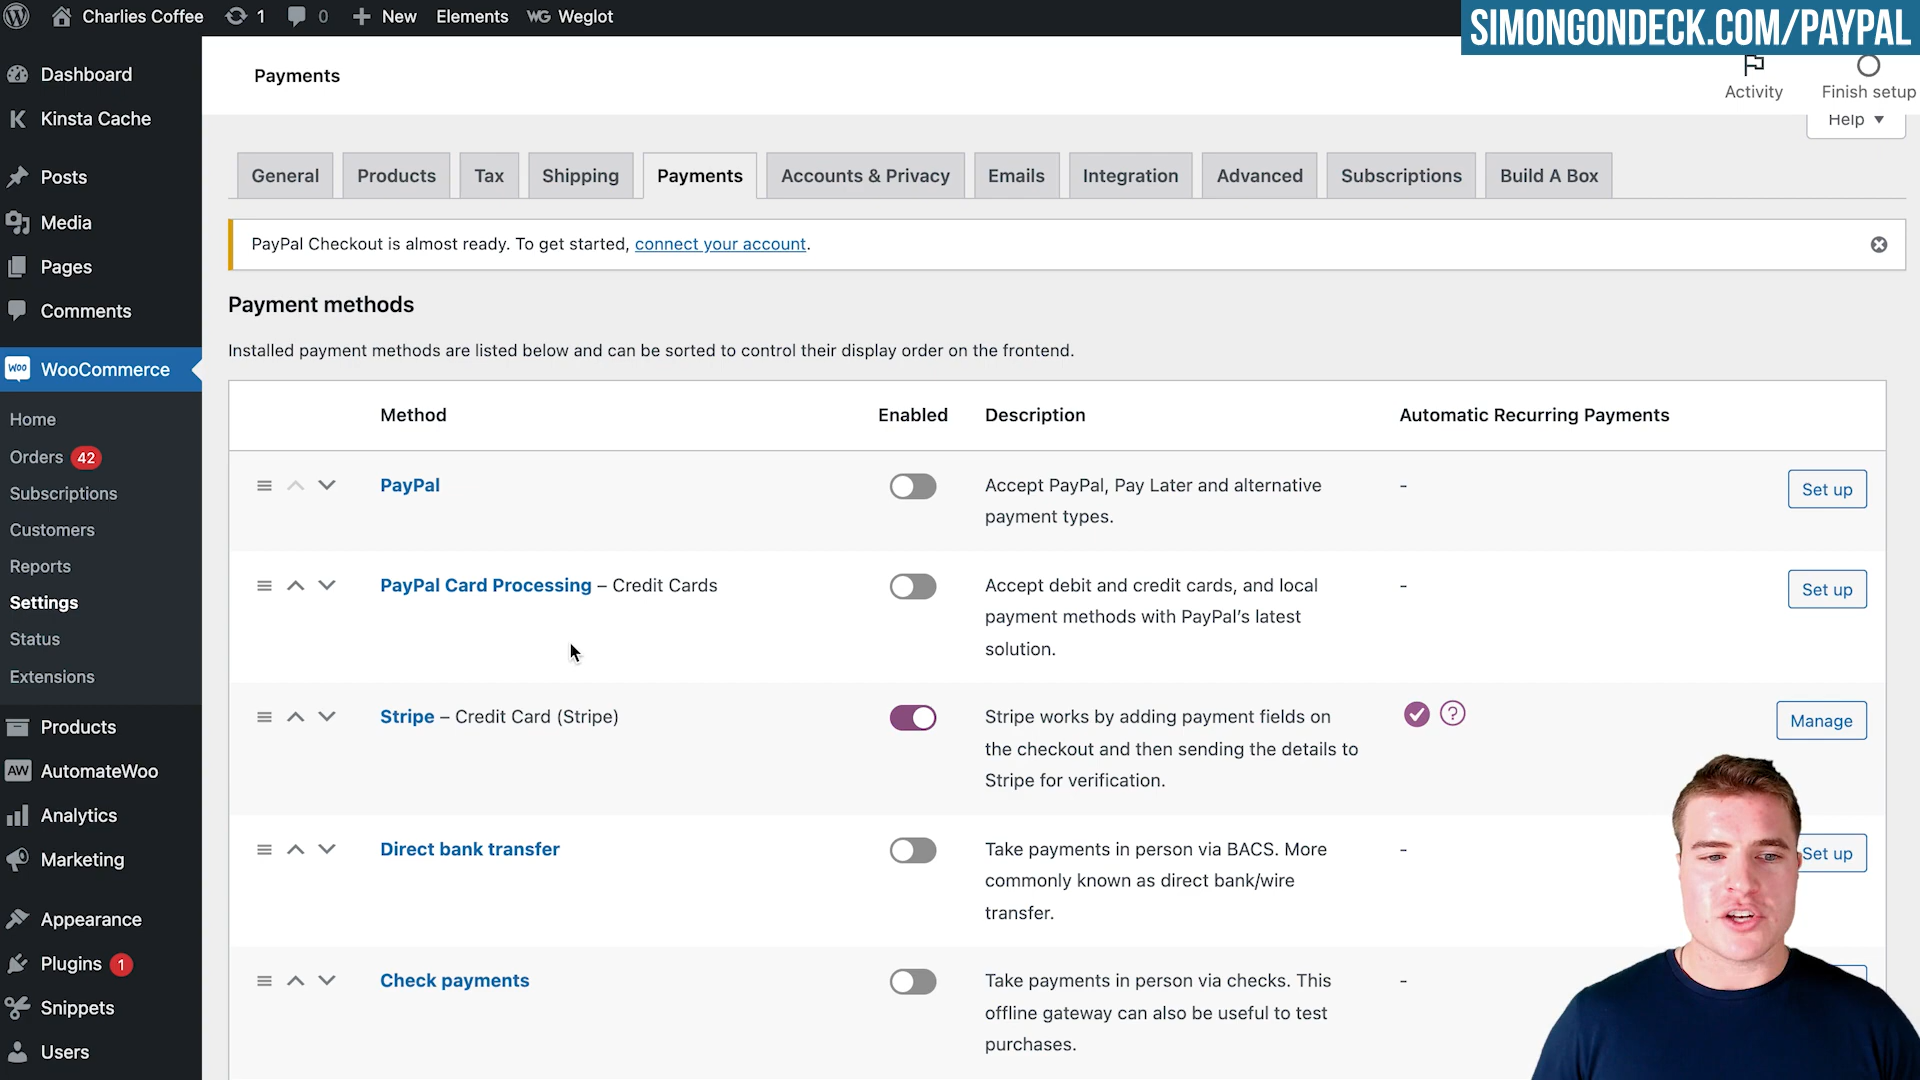 Charlies Coffee
1
0
New
Elements
WG Weglot
SIMONGONDECK.COM/PAYPAL
Payments
Activity
Finish setup
Help
Dashboard
K Kinsta Cache
Posts
Media
Pages
Comments
Woo WooCommerce
Home
Orders 42
Subscriptions
Customers
Reports
Settings
Status
Extensions
Products
AW AutomateWoo
Analytics
Marketing
Appearance
Plugins 1
Snippets
Users
General
Products
Tax
Shipping
Payments
Accounts & Privacy
Emails
Integration
Advanced
Subscriptions
Build A Box
PayPal Checkout is almost ready. To get started, connect your account.
Payment methods
Installed payment methods are listed below and can be sorted to control their display order on the frontend.
Method
Enabled
Description
Automatic Recurring Payments
PayPal
Accept PayPal, Pay Later and alternative
payment types.
-
Set up
PayPal Card Processing – Credit Cards
Accept debit and credit cards, and local
payment methods with PayPal’s latest
solution.
-
Set up
Stripe – Credit Card (Stripe)
Stripe works by adding payment fields on
the checkout and then sending the details to
Stripe for verification.
?
Manage
Direct bank transfer
Take payments in person via BACS. More
commonly known as direct bank/wire
transfer.
-
Set up
Check payments
Take payments in person via checks. This
offline gateway can also be useful to test
purchases.
-